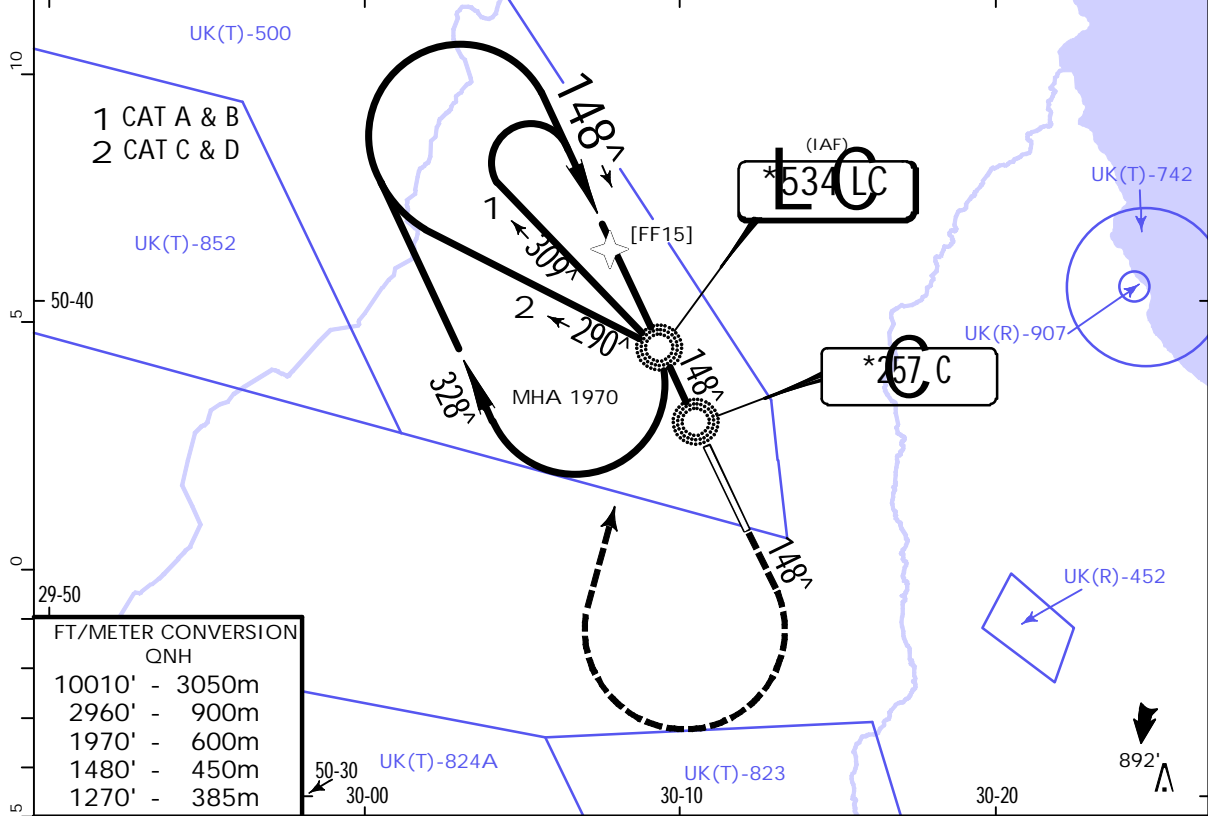 UK(T)-500
10
1 CAT A & B
2 CAT C & D
148^
(IAF)
*534 LC
LC
UK(T)-742
UK(T)-852
1
309^
[FF15]
50-40
5
2
290^
UK(R)-907
148^
*257 C
C
328^
MHA 1970
0
148^
UK(R)-452
29-50
FT/METER CONVERSION
QNH
10010' - 3050m
2960' - 900m
1970' - 600m
1480' - 450m
1270' - 385m
UK(T)-824A
UK(T)-823
892'
50-30
5
30-00
30-10
30-20